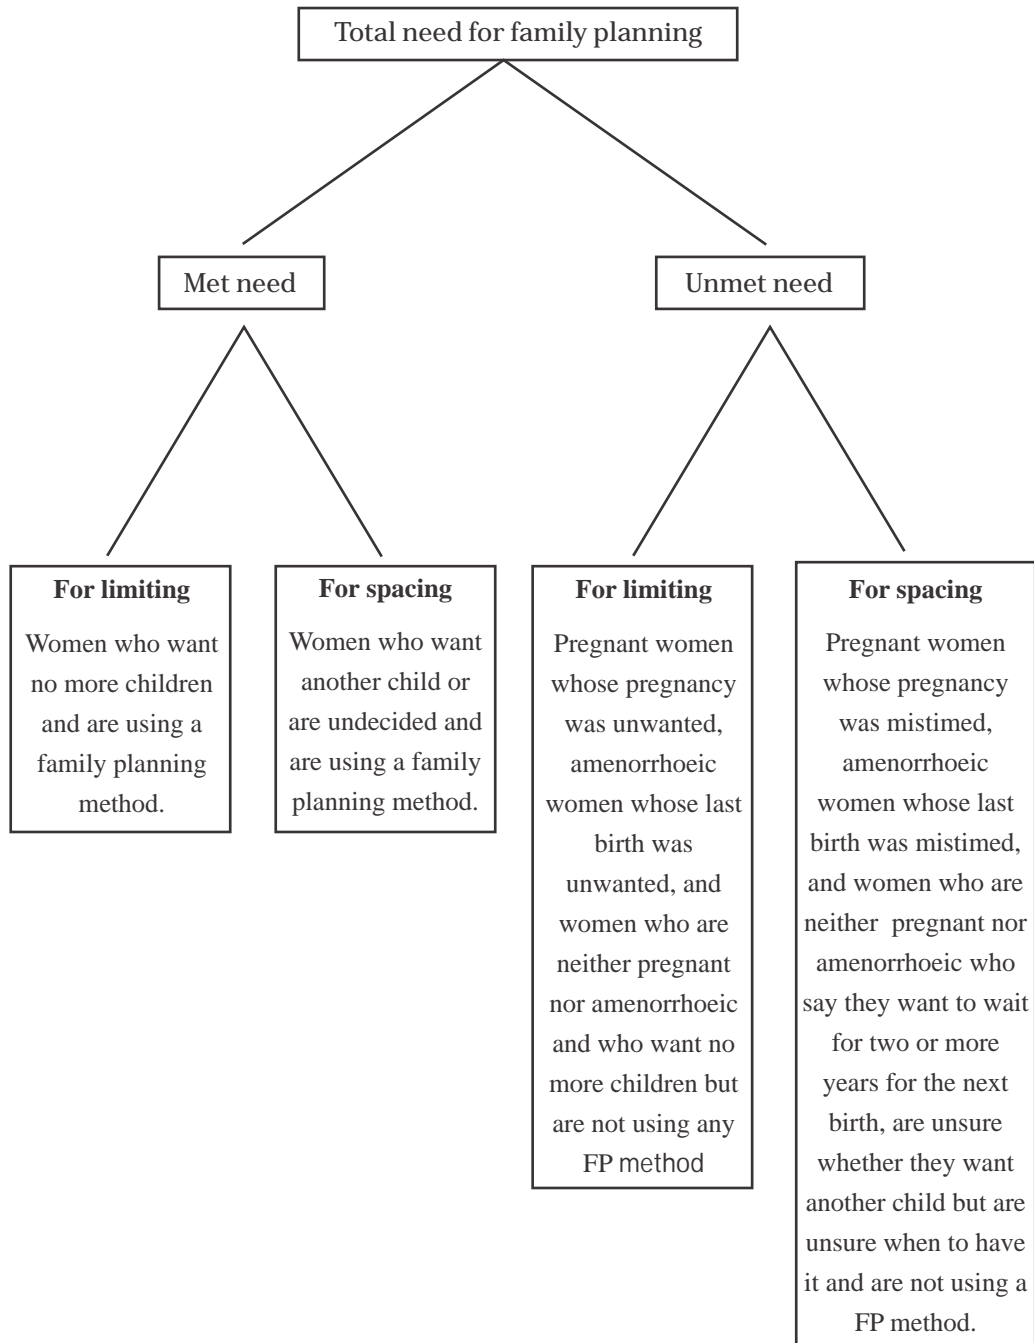 Total need for family planning
Met need
Unmet need
For limiting
Women who want
no more children
and are using a
family planning
method.
For spacing
Women who want
another child or
are undecided and
are using a family
planning method.
For limiting
Pregnant women
whose pregnancy
was unwanted,
amenorrhoeic
women whose last
birth was
unwanted, and
women who are
neither pregnant
nor amenorrhoeic
and who want no
more children but
are not using any
FP method
For spacing
Pregnant women
whose pregnancy
was mistimed,
amenorrhoeic
women whose last
birth was mistimed,
and women who are
neither pregnant nor
amenorrhoeic who
say they want to wait
for two or more
years for the next
birth, are unsure
whether they want
another child but are
unsure when to have
it and are not using a
FP method.